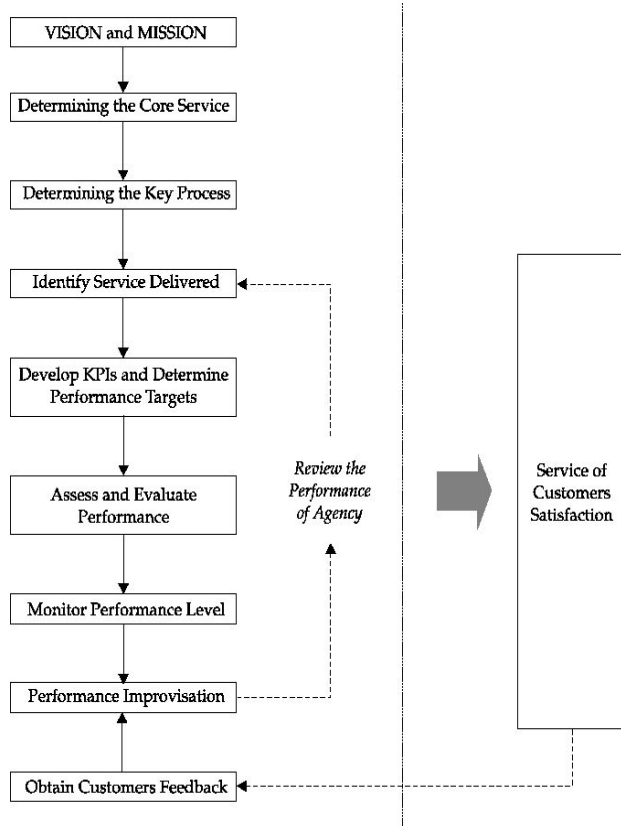 VISION and MISSION
Determining the Core Service
Determining the Key Process
Identify Service Delivered
Develop KPIs and Determine
Performance Targets
Assess and Evaluate
Performance
Monitor Performance Level
Performance Improvisation
Obtain Customers Feedback
Review the
Performance
of Agency
Service of
Customers
Satisfaction